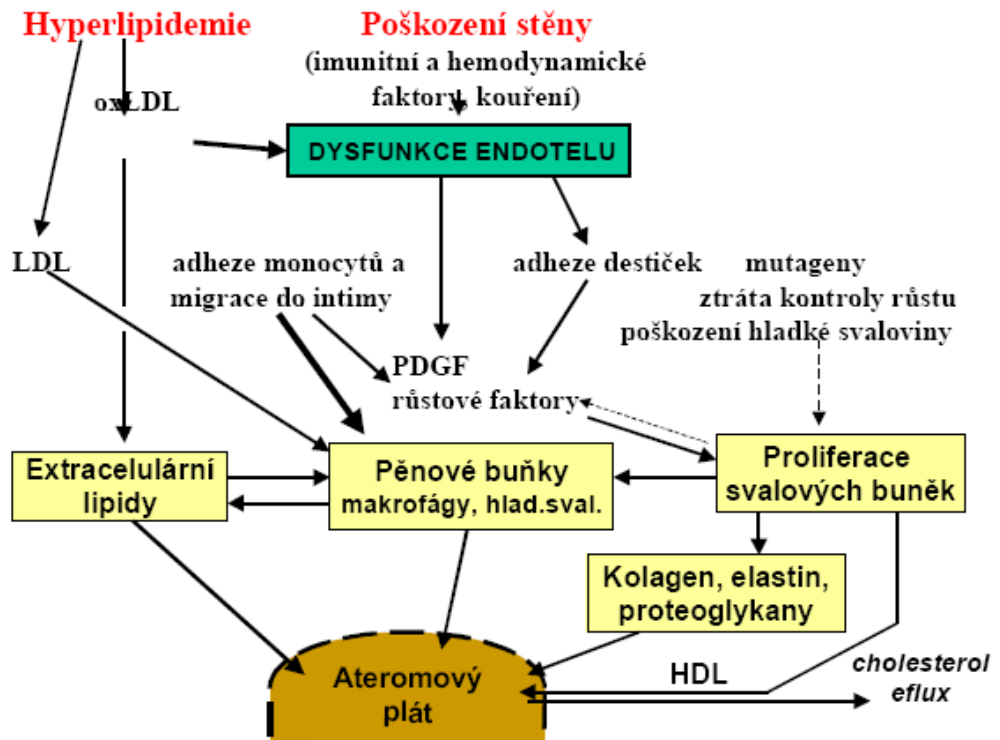 Hyperlipidemie
Poškození stěny
(imunitní a hemodynamické
faktory, kouření)
oxLDL
DYSFUNKCE ENDOTELU
LDL
adheze monocytů a
migrace do intimy
adheze destiček
mutageny
ztráta kontroly růstu
poškození hladké svaloviny
PDGF
růstové faktory
Extracelulární
lipidy
Pěnové buňky
makrofágy, hlad.sval.
Proliferace
svalových buněk
Kolagen, elastin,
proteoglykany
Ateromový
plát
HDL
cholesterol
eflux